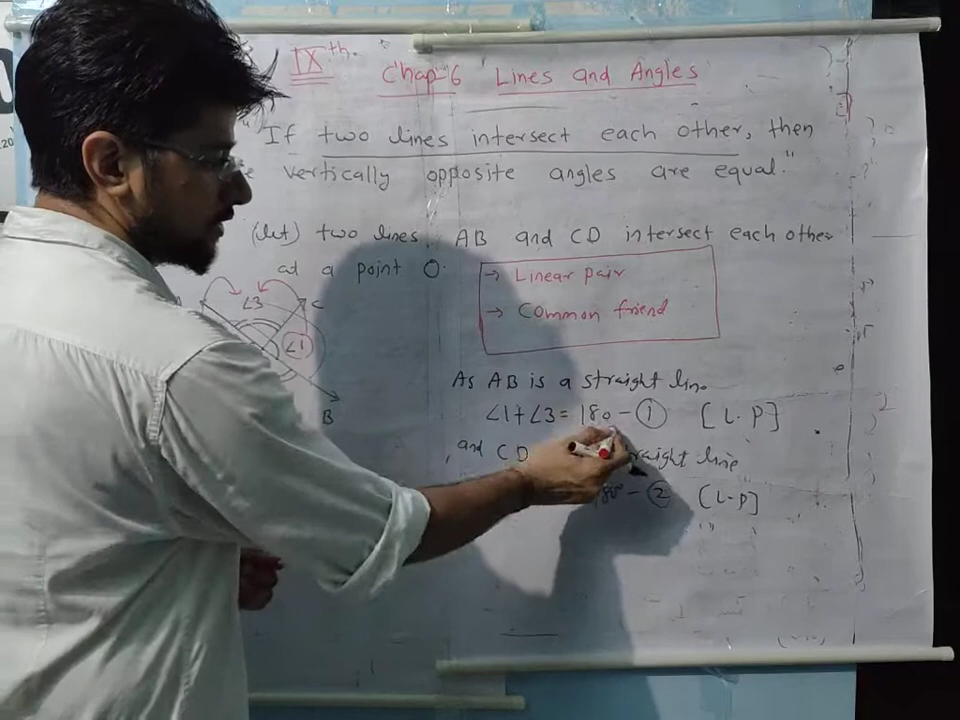 IXth. Chap-6 Lines and Angles
"If two lines intersect each other, then
vertically opposite angles are equal."
(let) two lines AB and CD intersect each other
at a point O.
→ Linear pair
→ Common friend
∠3
C
∠1
B
As AB is a straight line
∠1+∠3=180-① [L.P]
, and CD straight line
180°-② [L-P]